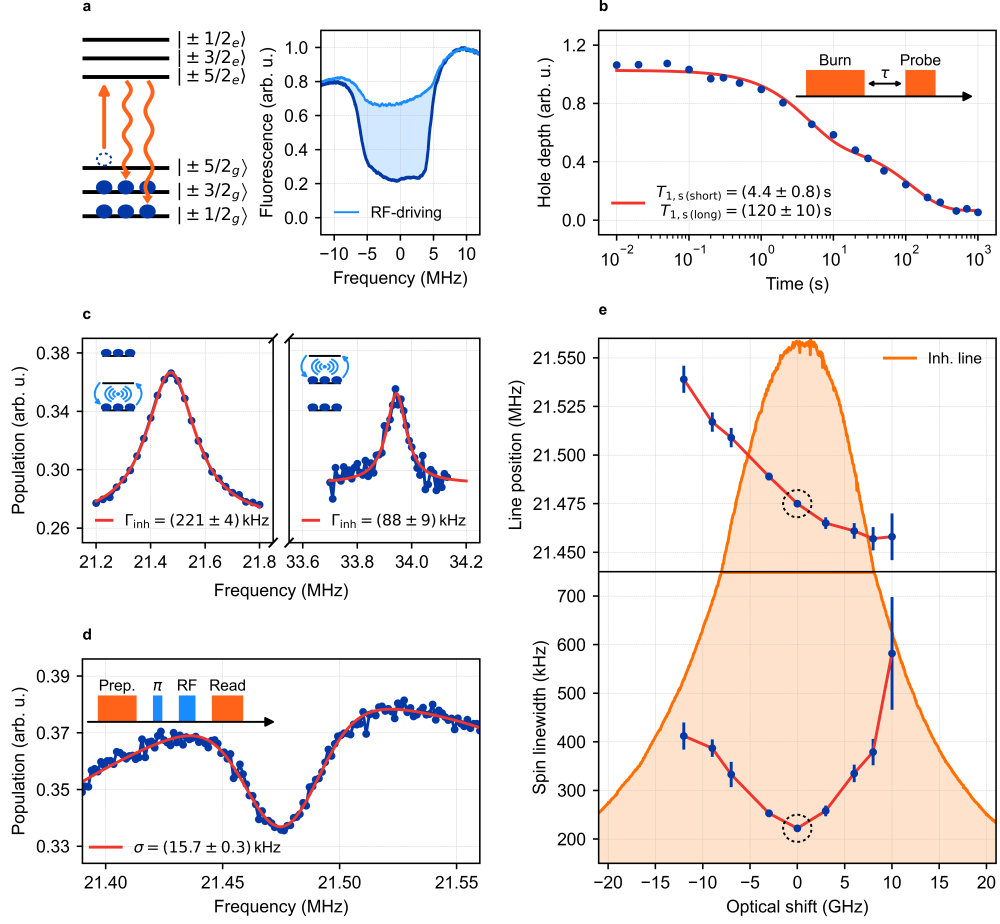 a
| ± 1/2e⟩
| ± 3/2e⟩
| ± 5/2e⟩
| ± 5/2g⟩
| ± 3/2g⟩
| ± 1/2g⟩
Fluorescence (arb. u.)
1.0
0.8
0.6
0.4
0.2
0.0
RF-driving
−10 −5 0 5 10
Frequency (MHz)
b
Hole depth (arb. u.)
1.2
0.8
0.4
0.0
Burn Probe
τ
T1, s (short) = (4.4 ± 0.8) s
T1, s (long) = (120 ± 10) s
10−2 10−1 100 101 102 103
Time (s)
c
Population (arb. u.)
0.38
0.34
0.30
0.26
Γinh = (221 ± 4) kHz
Γinh = (88 ± 9) kHz
21.2 21.4 21.6 21.8 33.6 33.8 34.0 34.2
Frequency (MHz)
d
Population (arb. u.)
0.39
0.37
0.35
0.33
Prep. π RF Read
σ = (15.7 ± 0.3) kHz
21.40 21.45 21.50 21.55
Frequency (MHz)
e
Line position (MHz)
21.550
21.525
21.500
21.475
21.450
Inh. line
Spin linewidth (kHz)
700
600
500
400
300
200
−20 −15 −10 −5 0 5 10 15 20
Optical shift (GHz)